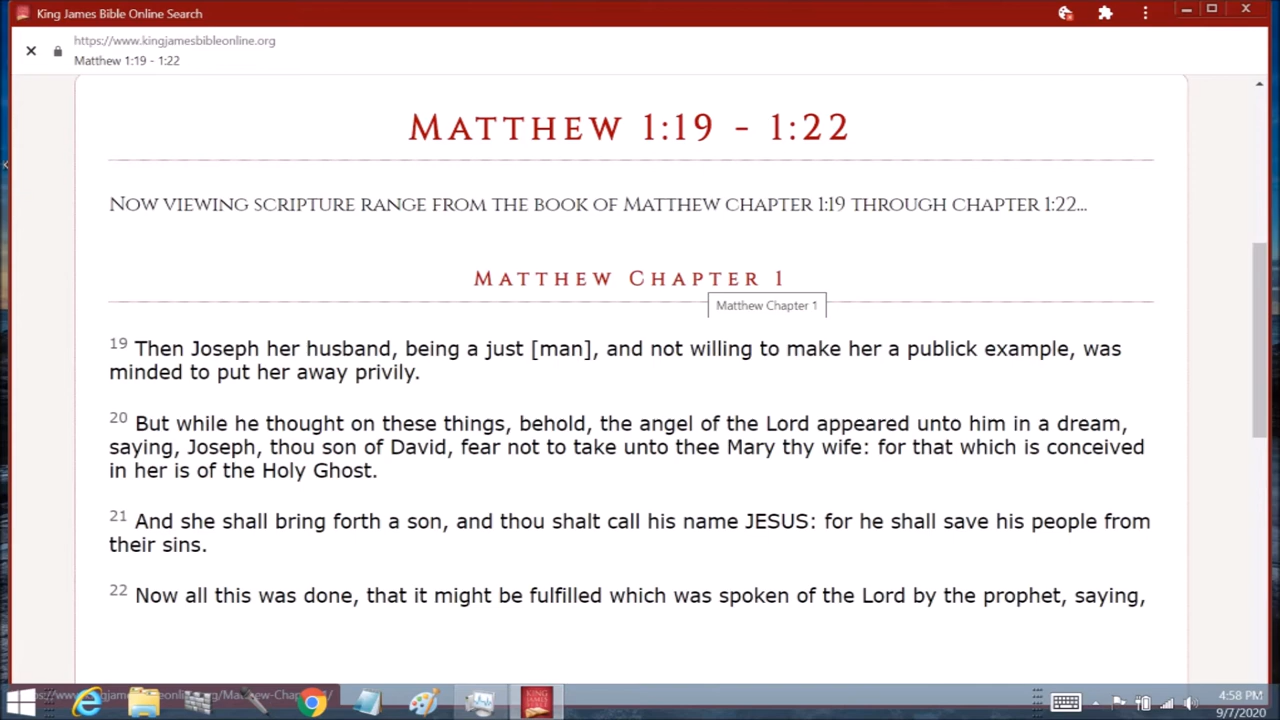 King James Bible Online Search
https://www.kingjamesbibleonline.org
Matthew 1:19 - 1:22
MATTHEW 1:19 - 1:22
NOW VIEWING SCRIPTURE RANGE FROM THE BOOK OF MATTHEW CHAPTER 1:19 THROUGH CHAPTER 1:22...
MATTHEW CHAPTER 1
Matthew Chapter 1
19 Then Joseph her husband, being a just [man], and not willing to make her a publick example, was
minded to put her away privily.
20 But while he thought on these things, behold, the angel of the Lord appeared unto him in a dream,
saying, Joseph, thou son of David, fear not to take unto thee Mary thy wife: for that which is conceived
in her is of the Holy Ghost.
21 And she shall bring forth a son, and thou shalt call his name JESUS: for he shall save his people from
their sins.
22 Now all this was done, that it might be fulfilled which was spoken of the Lord by the prophet, saying,
KING JAMES BIBLE
4:58 PM
9/7/2020